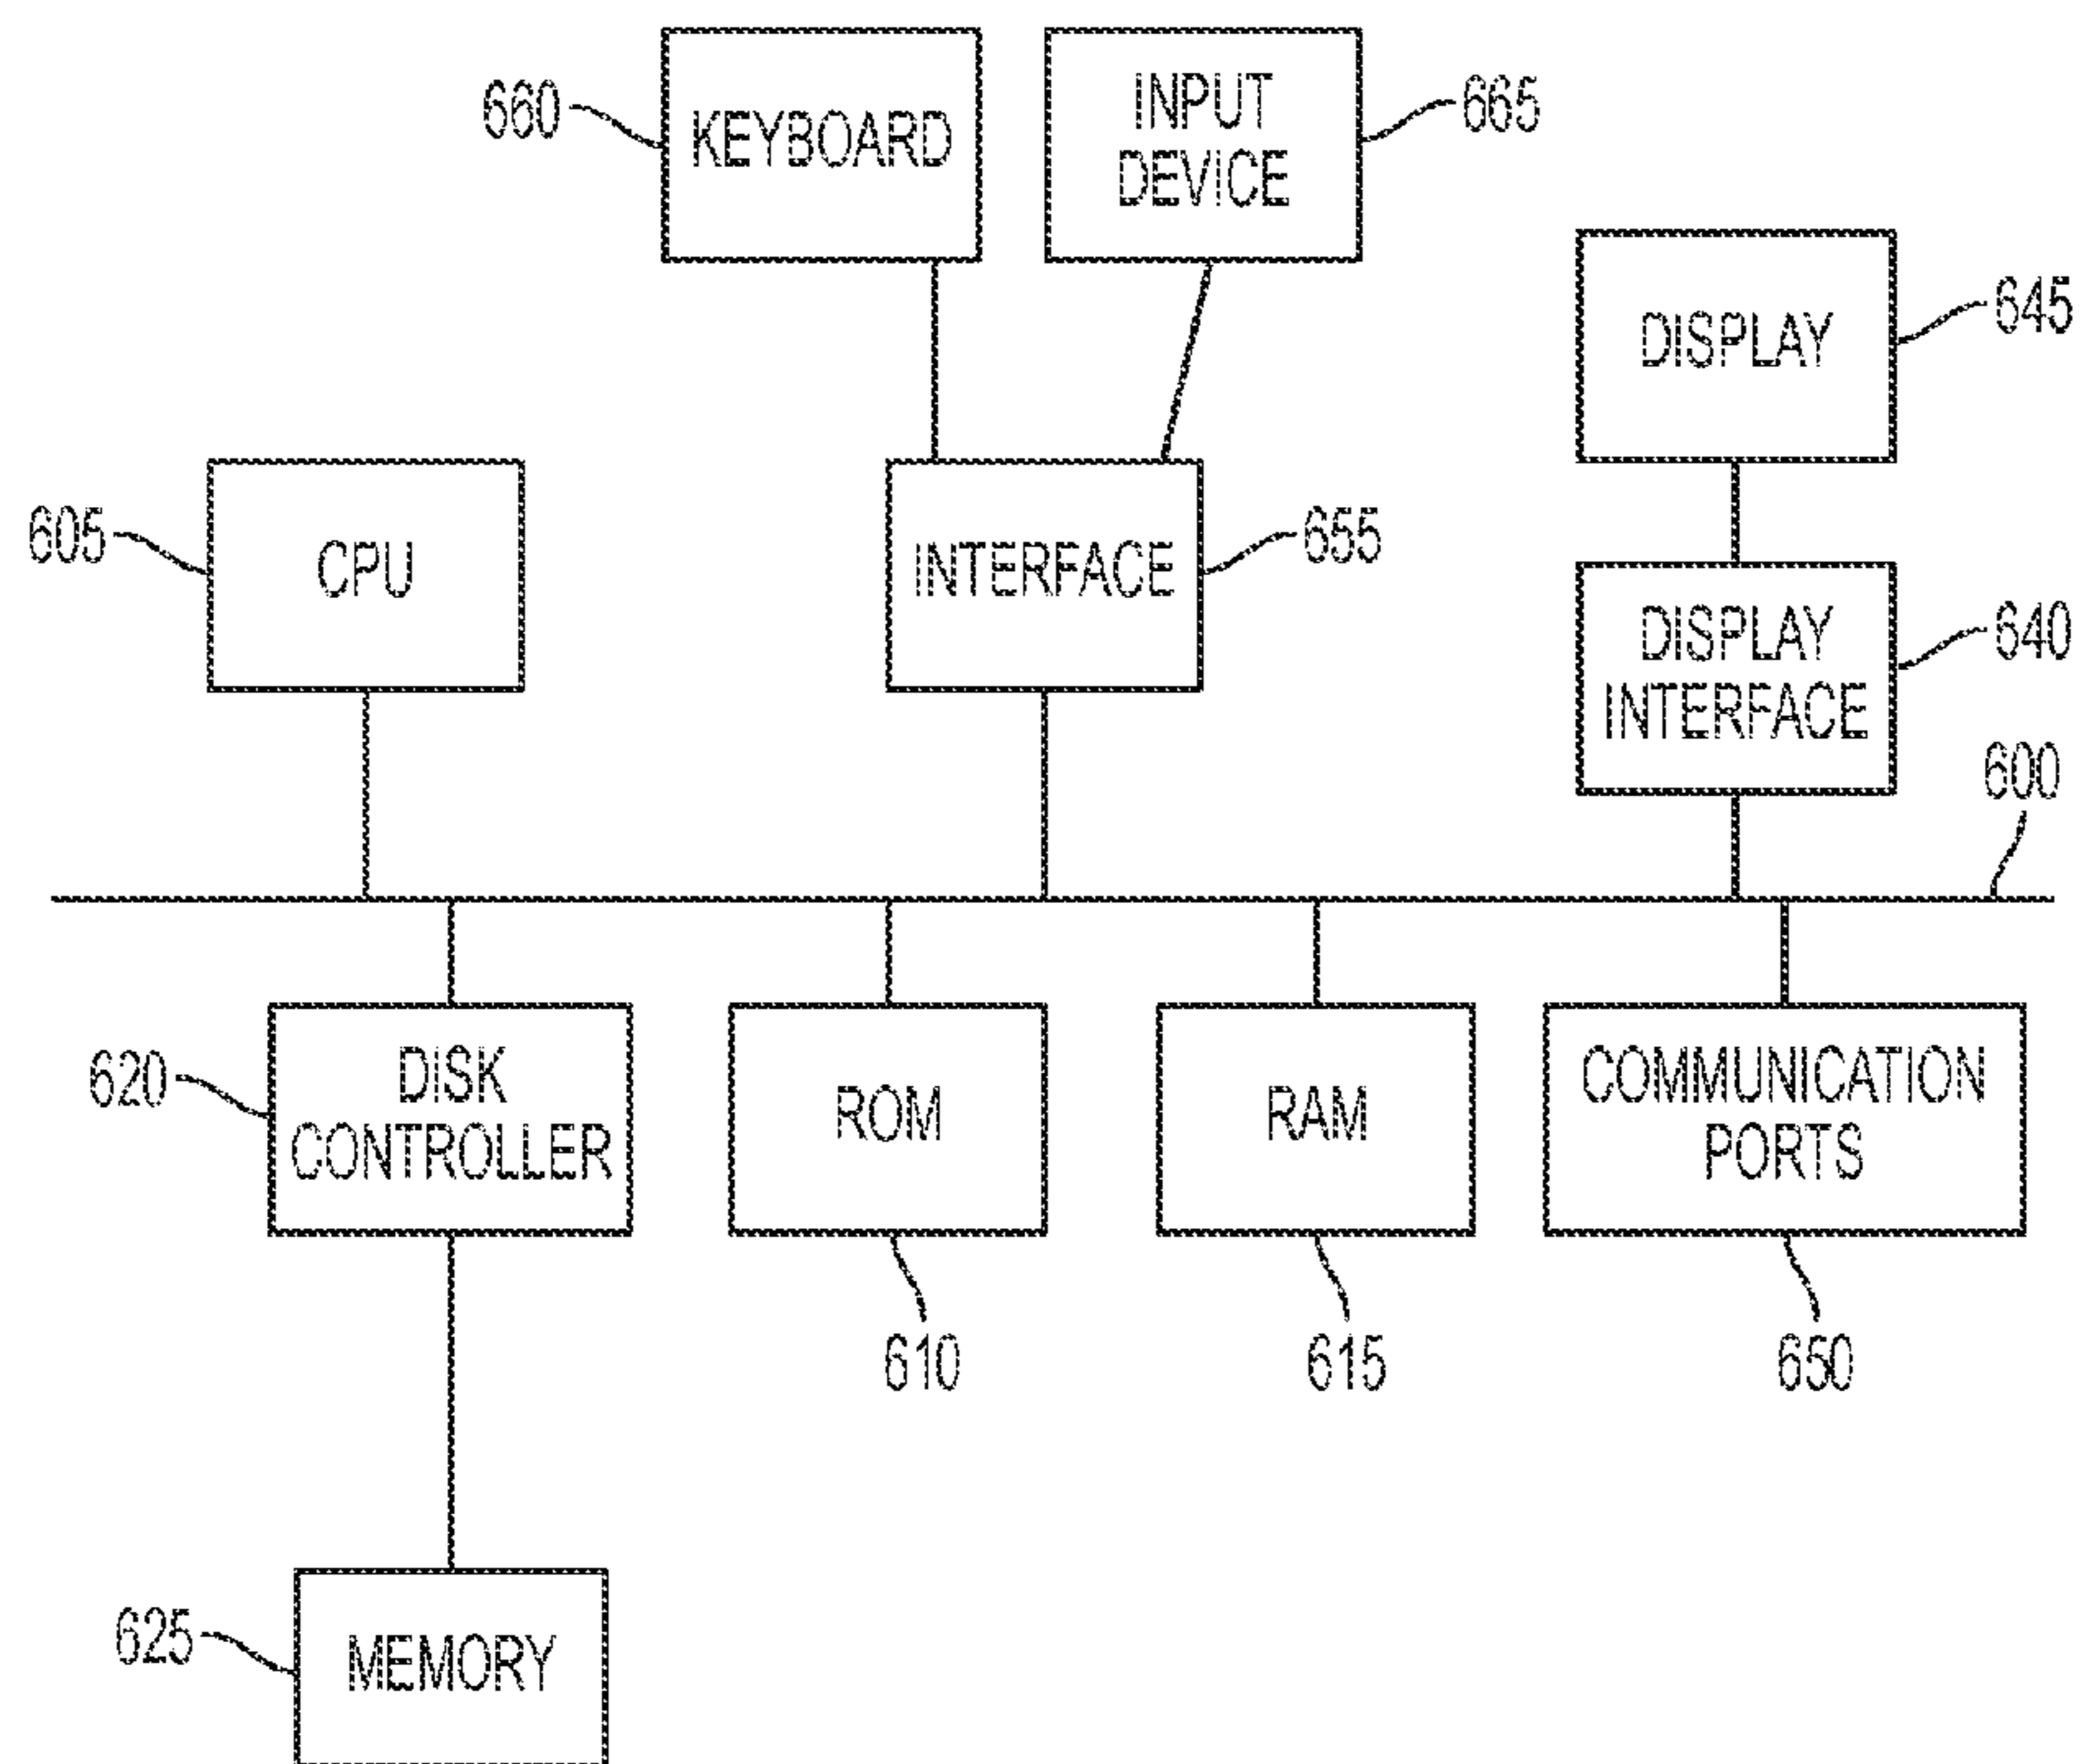 660
KEYBOARD
INPUT
DEVICE
665
DISPLAY
645
605
CPU
INTERFACE
655
DISPLAY
INTERFACE
640
600
620
DISK
CONTROLLER
ROM
RAM
COMMUNICATION
PORTS
610
615
650
625
MEMORY